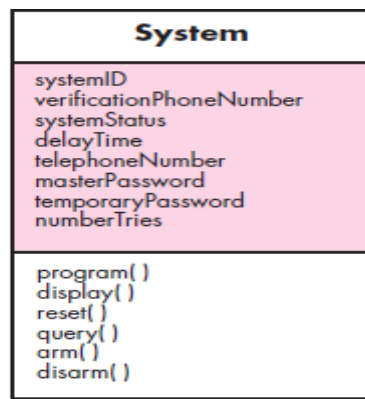 System
systemID
verificationPhoneNumber
systemStatus
delayTime
telephoneNumber
masterPassword
temporaryPassword
numberTries
program( )
display( )
reset( )
query( )
arm( )
disarm( )